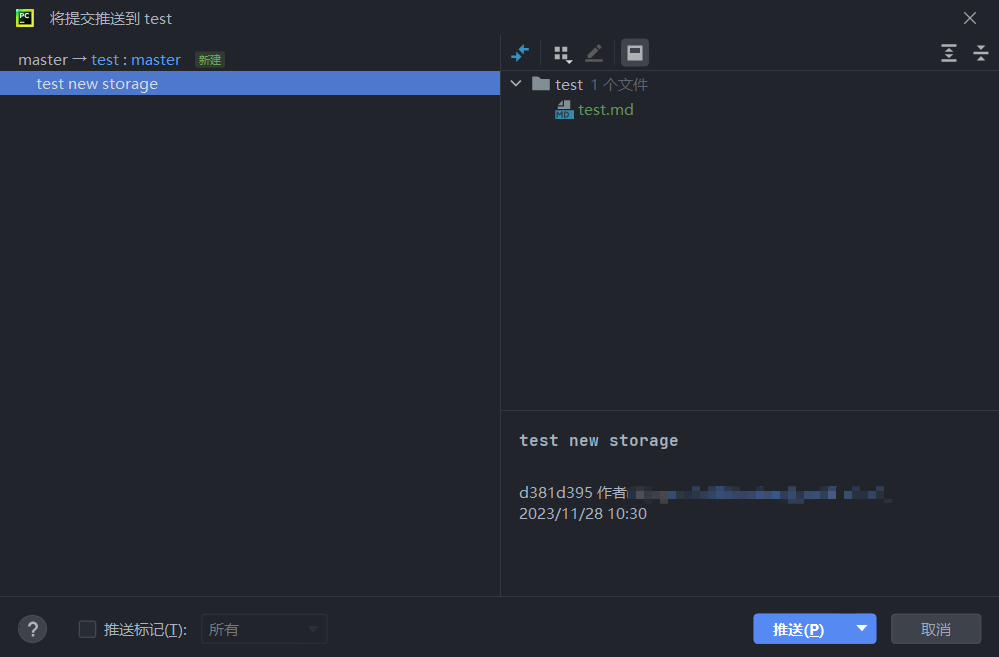 PC 将提交推送到 test
master → test : master 新建
test new storage
test 1 个文件
MD test.md
test new storage
d381d395 作者
2023/11/28 10:30
? 推送标记(T): 所有
推送(P) 取消